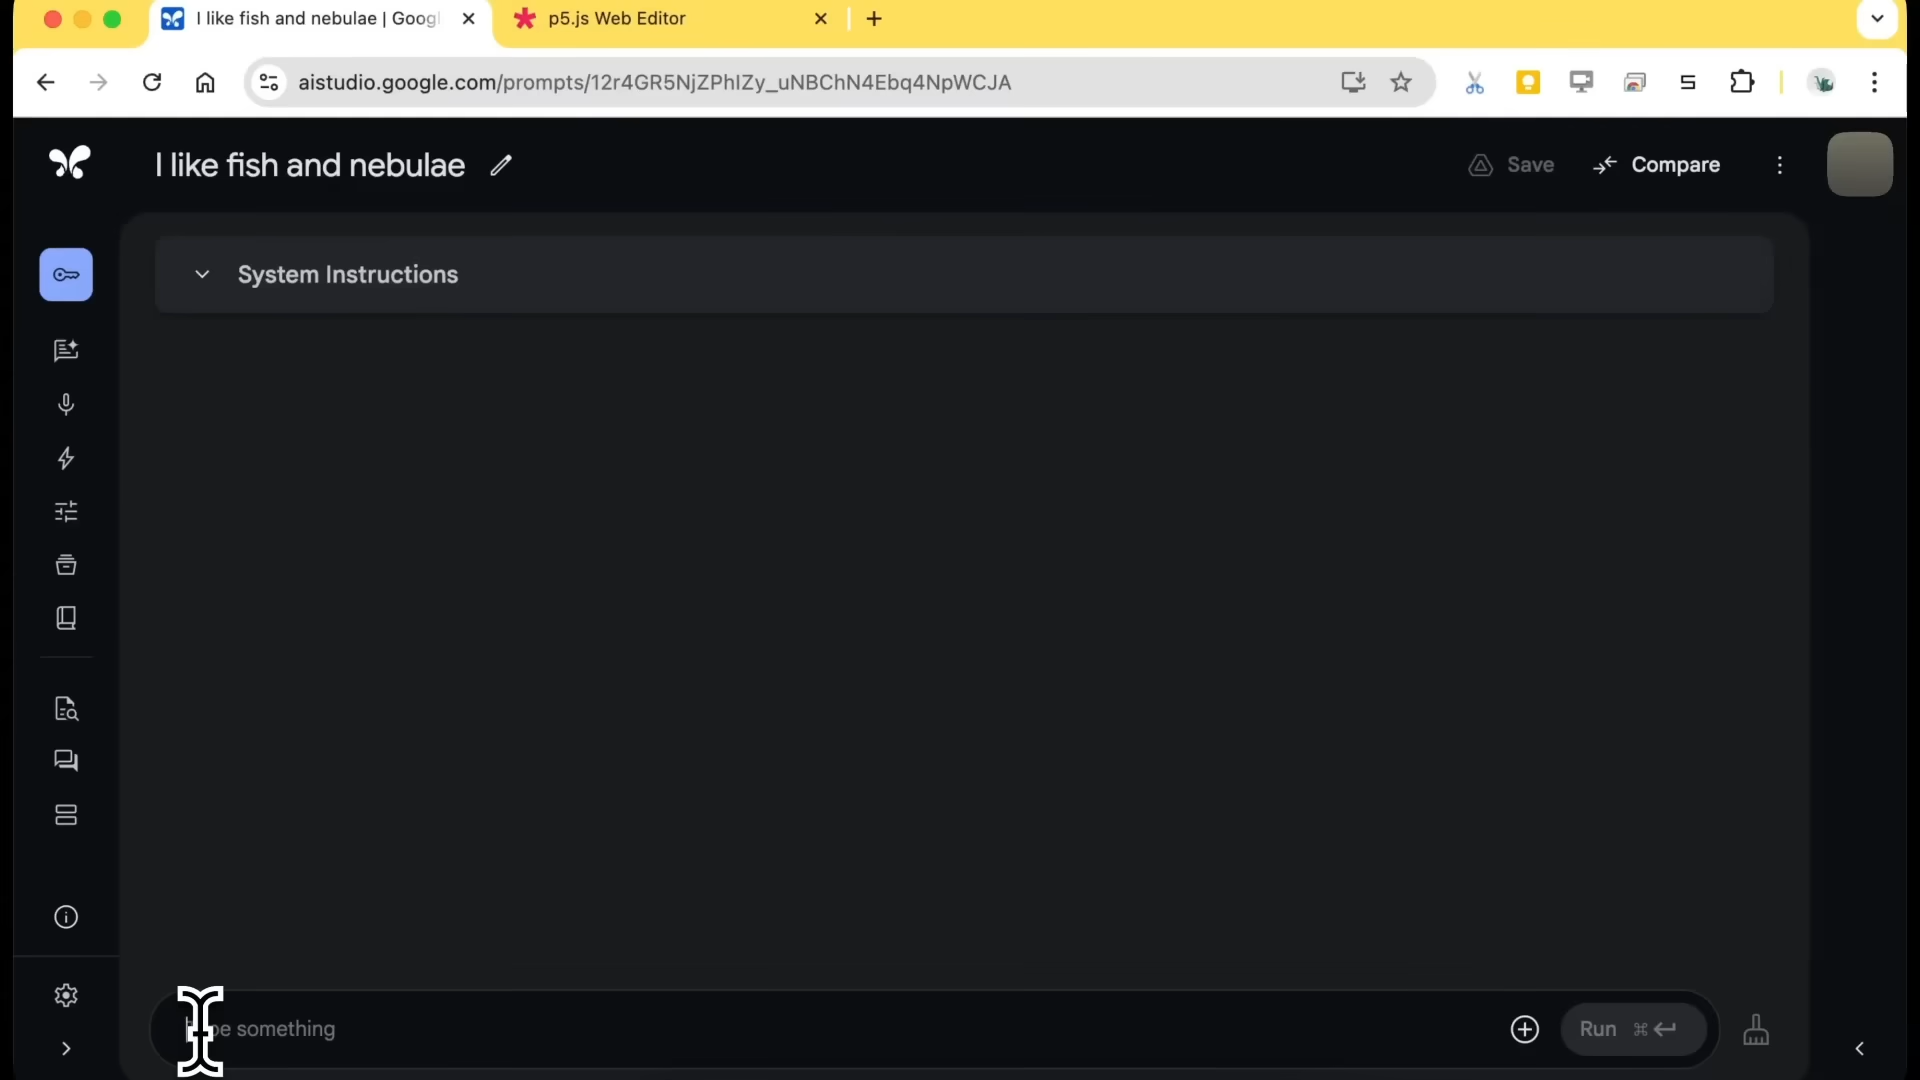 I like fish and nebulae | Goog
p5.js Web Editor
aistudio.google.com/prompts/12r4GR5NjZPhIZy_uNBChN4Ebq4NpWCJA
I like fish and nebulae
Save
Compare
System Instructions
something
Run ⌘